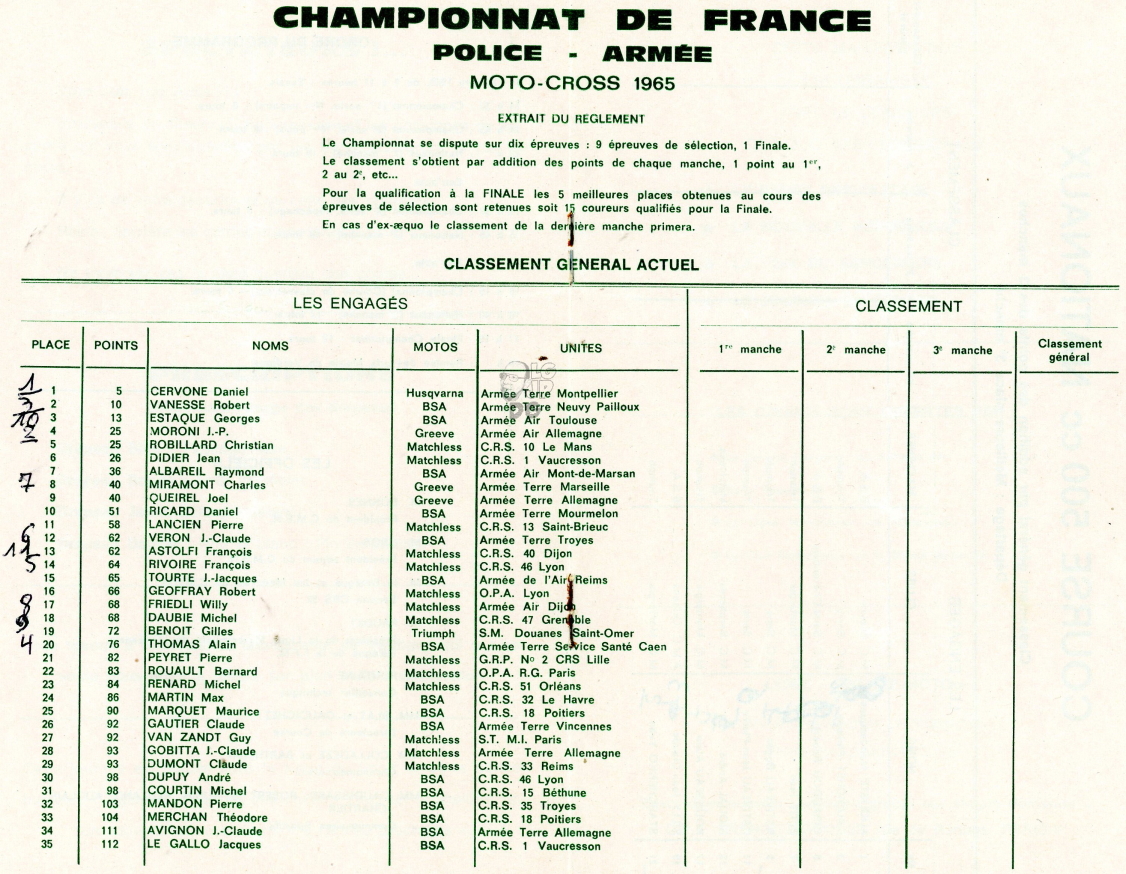 CHAMPIONNAT DE FRANCE
POLICE - ARMÉE
MOTO-CROSS 1965
EXTRAIT DU REGLEMENT
Le Championnat se dispute sur dix épreuves : 9 épreuves de sélection, 1 Finale.
Le classement s'obtient par addition des points de chaque manche, 1 point au 1er,
2 au 2e, etc...
Pour la qualification à la FINALE les 5 meilleures places obtenues au cours des
épreuves de sélection sont retenues soit 15 coureurs qualifiés pour la Finale.
En cas d'ex-æquo le classement de la dernière manche primera.
CLASSEMENT GENERAL ACTUEL
LES ENGAGÉS CLASSEMENT
PLACE POINTS NOMS MOTOS UNITES 1re manche 2e manche 3e manche Classement
général
1 1 5 CERVONE Daniel Husqvarna Armée Terre Montpellier
3 2 10 VANESSE Robert BSA Armée Terre Neuvy Pailloux
10 3 13 ESTAQUE Georges BSA Armée Air Toulouse
2 4 25 MORONI J.-P. Greeve Armée Air Allemagne
5 25 ROBILLARD Christian Matchless C.R.S. 10 Le Mans
6 26 DIDIER Jean Matchless C.R.S. 1 Vaucresson
7 36 ALBAREIL Raymond BSA Armée Air Mont-de-Marsan
7 8 40 MIRAMONT Charles Greeve Armée Terre Marseille
9 40 QUEIREL Joel Greeve Armée Terre Allemagne
10 51 RICARD Daniel BSA Armée Terre Mourmelon
11 58 LANCIEN Pierre Matchless C.R.S. 13 Saint-Brieuc
6 12 62 VERON J.-Claude BSA Armée Terre Troyes
11 13 62 ASTOLFI François Matchless C.R.S. 40 Dijon
5 14 64 RIVOIRE François Matchless C.R.S. 46 Lyon
15 65 TOURTE J.-Jacques BSA Armée de l'Air Reims
16 66 GEOFFRAY Robert Matchless O.P.A. Lyon
8 17 68 FRIEDLI Willy Matchless Armée Air Dijon
9 18 68 DAUBIE Michel Matchless C.R.S. 47 Grenoble
19 72 BENOIT Gilles Triumph S.M. Douanes Saint-Omer
4 20 76 THOMAS Alain BSA Armée Terre Service Santé Caen
21 82 PEYRET Pierre Matchless G.R.P. No 2 CRS Lille
22 83 ROUAULT Bernard Matchless O.P.A. R.G. Paris
23 84 RENARD Michel Matchless C.R.S. 51 Orléans
24 86 MARTIN Max BSA C.R.S. 32 Le Havre
25 90 MARQUET Maurice BSA C.R.S. 18 Poitiers
26 92 GAUTIER Claude BSA Armée Terre Vincennes
27 92 VAN ZANDT Guy Matchless S.T. M.I. Paris
28 93 GOBITTA J.-Claude Matchless Armée Terre Allemagne
29 93 DUMONT Claude Matchless C.R.S. 33 Reims
30 98 DUPUY André BSA C.R.S. 46 Lyon
31 98 COURTIN Michel BSA C.R.S. 15 Béthune
32 103 MANDON Pierre BSA C.R.S. 35 Troyes
33 104 MERCHAN Théodore BSA C.R.S. 18 Poitiers
34 111 AVIGNON J.-Claude BSA Armée Terre Allemagne
35 112 LE GALLO Jacques BSA C.R.S. 1 Vaucresson